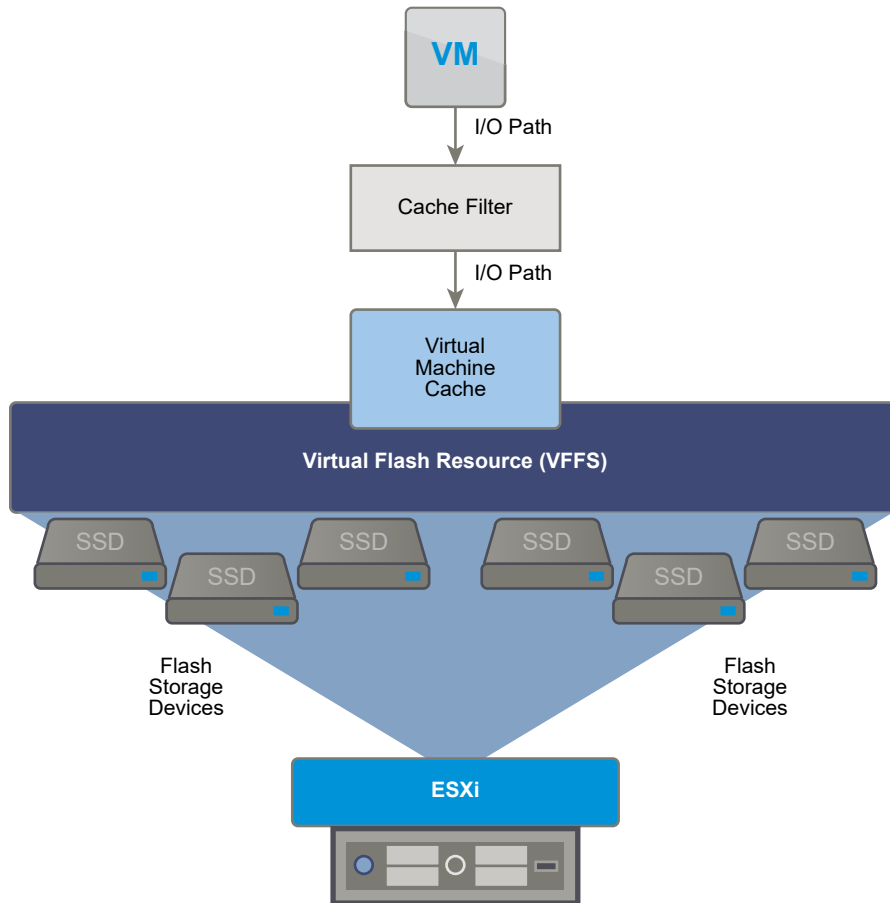 VM
I/O Path
Cache Filter
I/O Path
Virtual
Machine
Cache
Virtual Flash Resource (VFFS)
SSD
SSD
SSD
SSD
SSD
SSD
Flash
Storage
Devices
Flash
Storage
Devices
ESXi